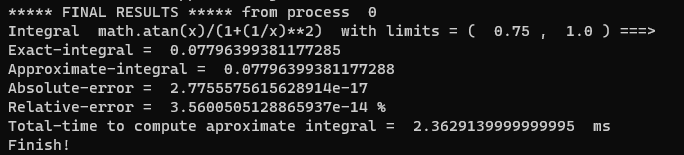 ***** FINAL RESULTS ***** from process  0
Integral  math.atan(x)/(1+(1/x)**2)  with limits = (  0.75 ,  1.0 ) ===>
Exact-integral =  0.07796399381177285
Approximate-integral =  0.07796399381177288
Absolute-error =  2.7755575615628914e-17
Relative-error =  3.5600505128865937e-14 %
Total-time to compute aproximate integral =  2.3629139999999995  ms
Finish!